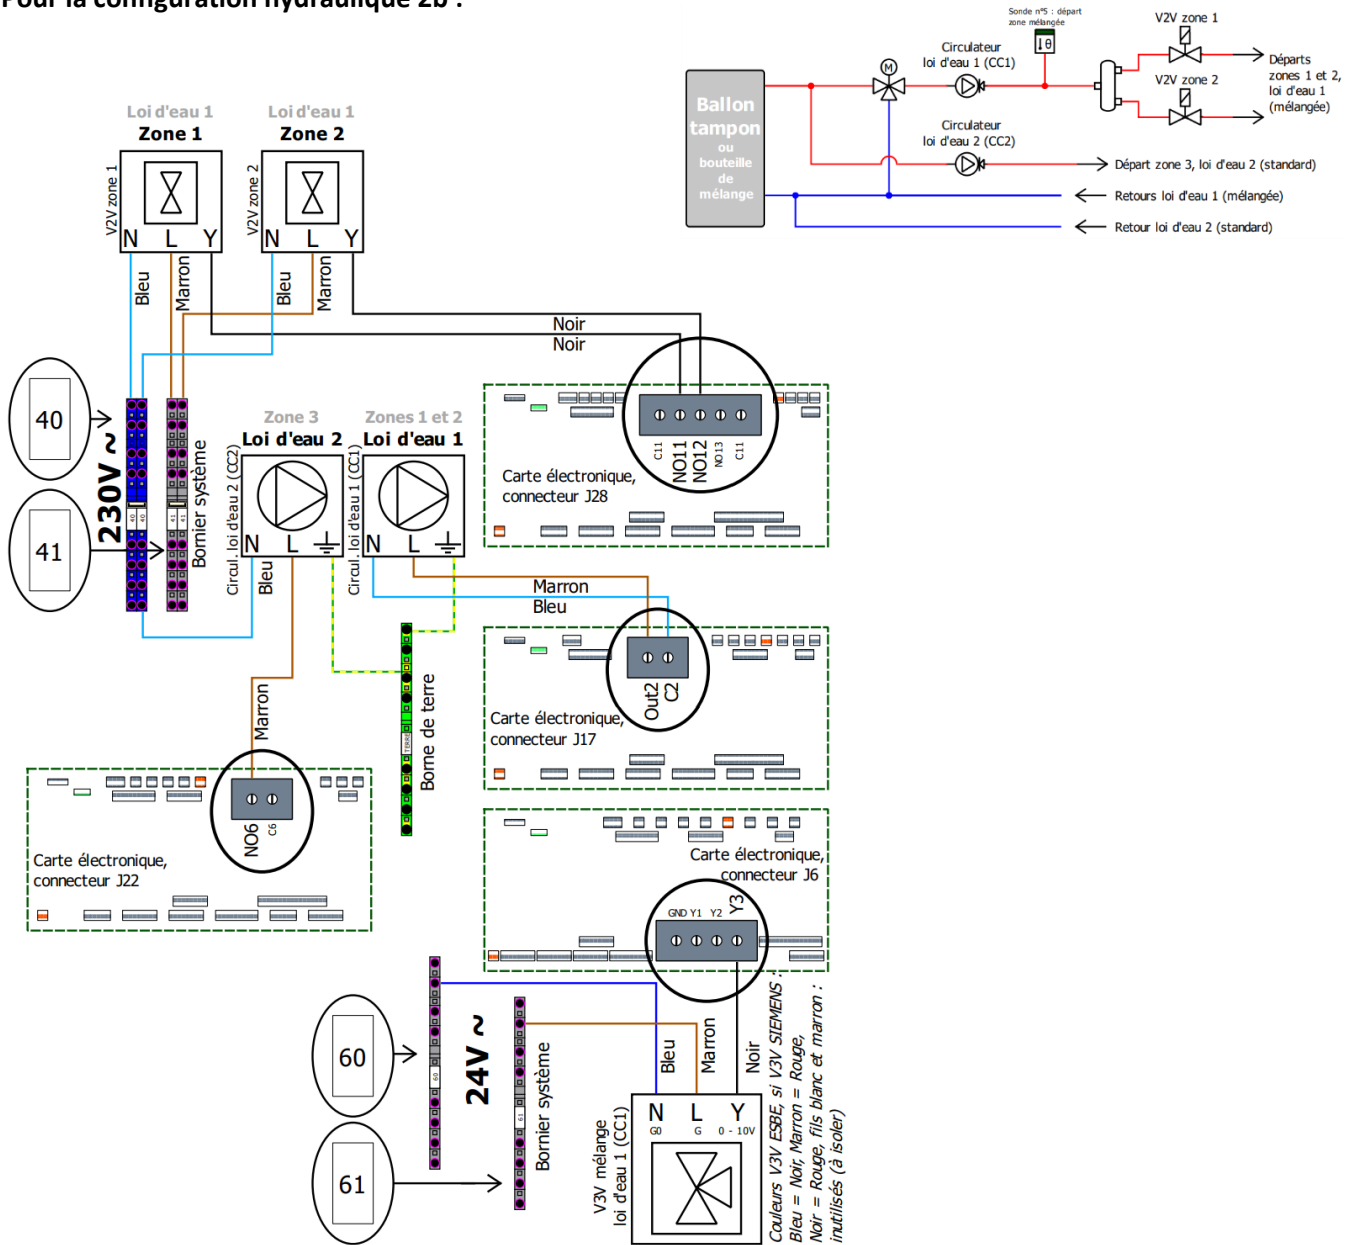 Pour la configuration hydraulique 2b :
Sonde n°5 : départ
zone mélangée
V2V zone 1
Circulateur
loi d'eau 1 (CC1)
M
θ
Départs
zones 1 et 2,
loi d'eau 1
(mélangée)
V2V zone 2
Ballon
tampon
ou
bouteille
de
mélange
Circulateur
loi d'eau 2 (CC2)
Départ zone 3, loi d'eau 2 (standard)
Retours loi d'eau 1 (mélangée)
Retour loi d'eau 2 (standard)
Loi d'eau 1
Zone 1
Loi d'eau 1
Zone 2
V2V zone 1
N L Y
V2V zone 2
N L Y
Bleu
Marron
Bleu
Marron
Noir
Noir
40
41
230V ~
40 40
41 41
Bornier système
Zone 3
Loi d'eau 2
Zones 1 et 2
Loi d'eau 1
Circul. loi d'eau 2 (CC2)
N L
Circul. loi d'eau 1 (CC1)
N L
Bleu
C11
NO11
NO12
NO13
C11
Carte électronique,
connecteur J28
Marron
Bleu
Out2
C2
Carte électronique,
connecteur J17
Marron
TERRE
Borne de terre
NO6
C6
Carte électronique,
connecteur J22
Carte électronique,
connecteur J6
GND Y1 Y2 Y3
60
61
60
24V ~
61
Bornier système
Bleu
Marron
Noir
V3V mélange
loi d'eau 1 (CC1)
N L Y
G0 G 0 - 10V
Couleurs V3V ESBE, si V3V SIEMENS :
Bleu = Noir, Marron = Rouge,
Noir = Rouge, fils blanc et marron :
inutilisés (à isoler)